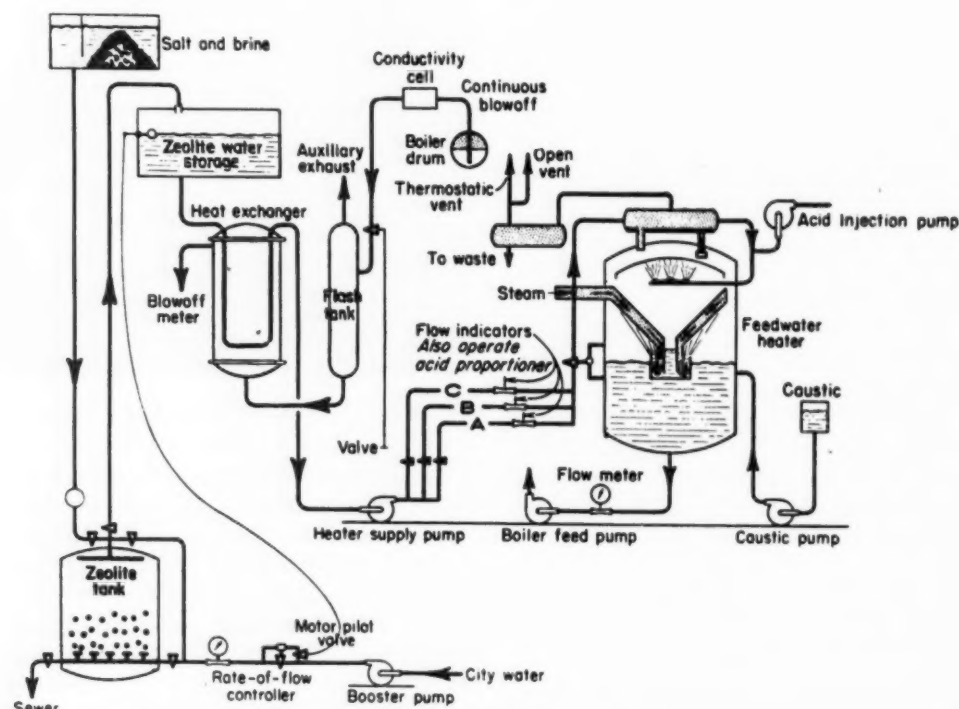 Salt and brine
Conductivity
cell
Continuous
blowoff
Boiler
drum
Zeolite water
storage
Auxiliary
exhaust
Open
vent
Thermostatic
vent
Acid Injection pump
Heat exchanger
To waste
Blowoff
meter
Flash
tank
Steam
Feedwater
heater
Flow indicators
Also operate
acid proportioner
Caustic
C
B
A
Valve
Flow meter
Heater supply pump
Boiler feed pump
Caustic pump
Zeolite
tank
Motor pilot
valve
City water
Rate-of-flow
controller
Booster pump
Sewer